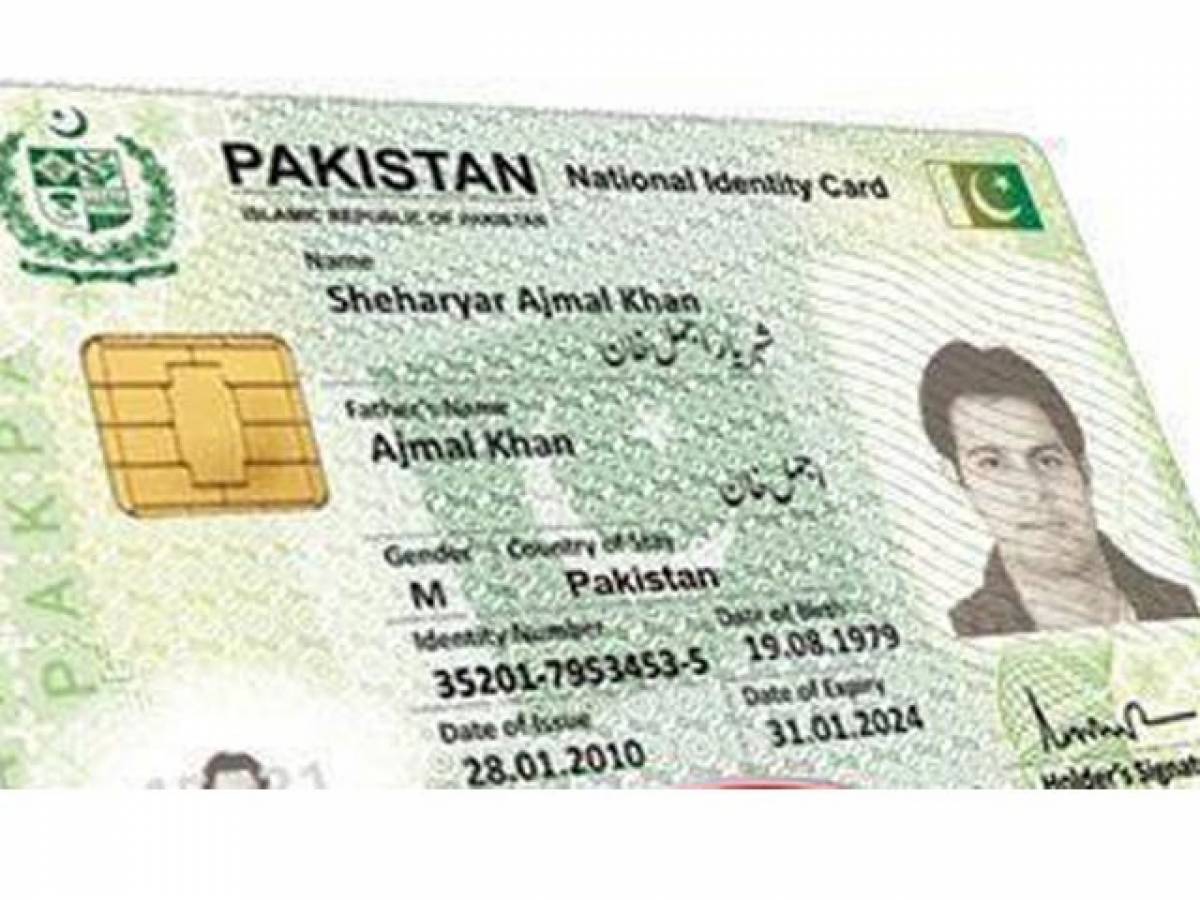 PAKISTAN National Identity Card
ISLAMIC REPUBLIC OF PAKISTAN
Name
Sheharyar Ajmal Khan
شہریار اجمل خان
Father's Name
Ajmal Khan
اجمل خان
Gender Country of Stay
M Pakistan
Identity Number Date of Birth
35201-7953453-5 19.08.1979
Date of Issue Date of Expiry
28.01.2010 31.01.2024
Holder's
PAKPA